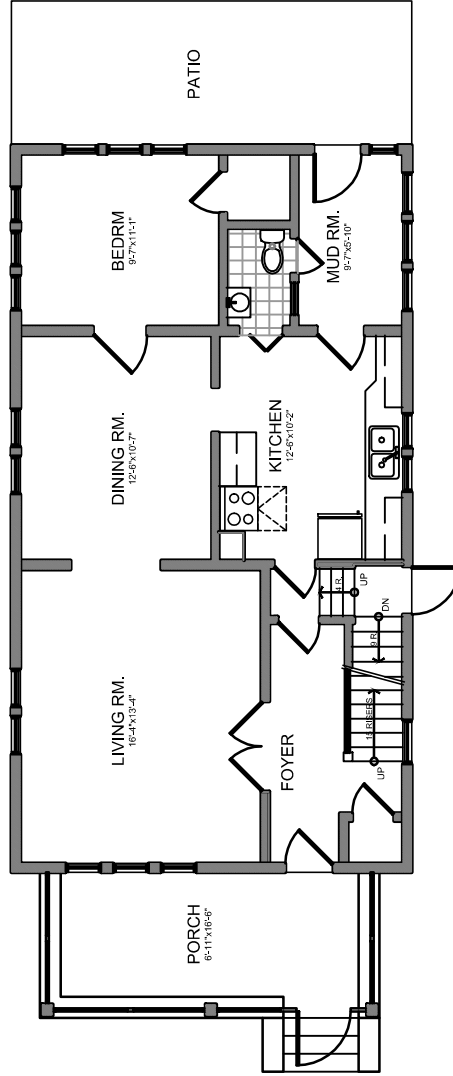 PATIO
BEDRM
9'-7"x11'-1"
MUD RM.
9'-7"x5'-10"
DINING RM.
12'-6"x10'-7"
KITCHEN
12'-6"x10'-2"
LIVING RM.
16'-4"x13'-4"
FOYER
4 R.
UP
DN
9 R.
15 RISERS
UP
PORCH
6'-11"x16'-6"